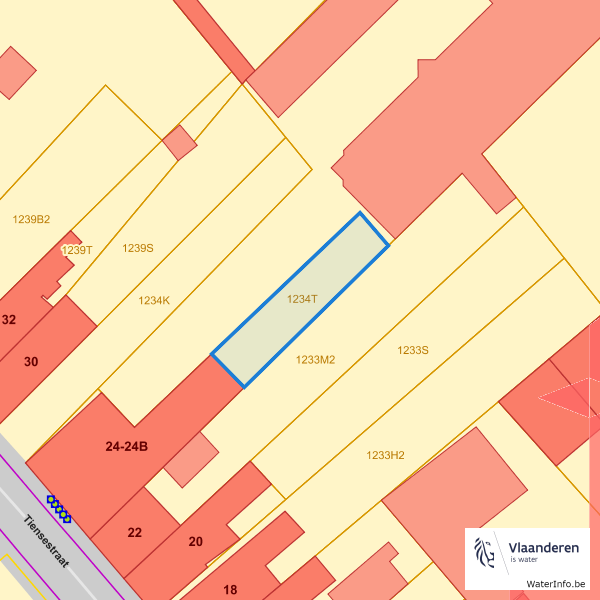 1239B2
1239T
1239S
1234K
1234T
32
30
1233M2
1233S
24-24B
1233H2
22
20
18
Tiensestraat
Vlaanderen
is water
WaterInfo.be